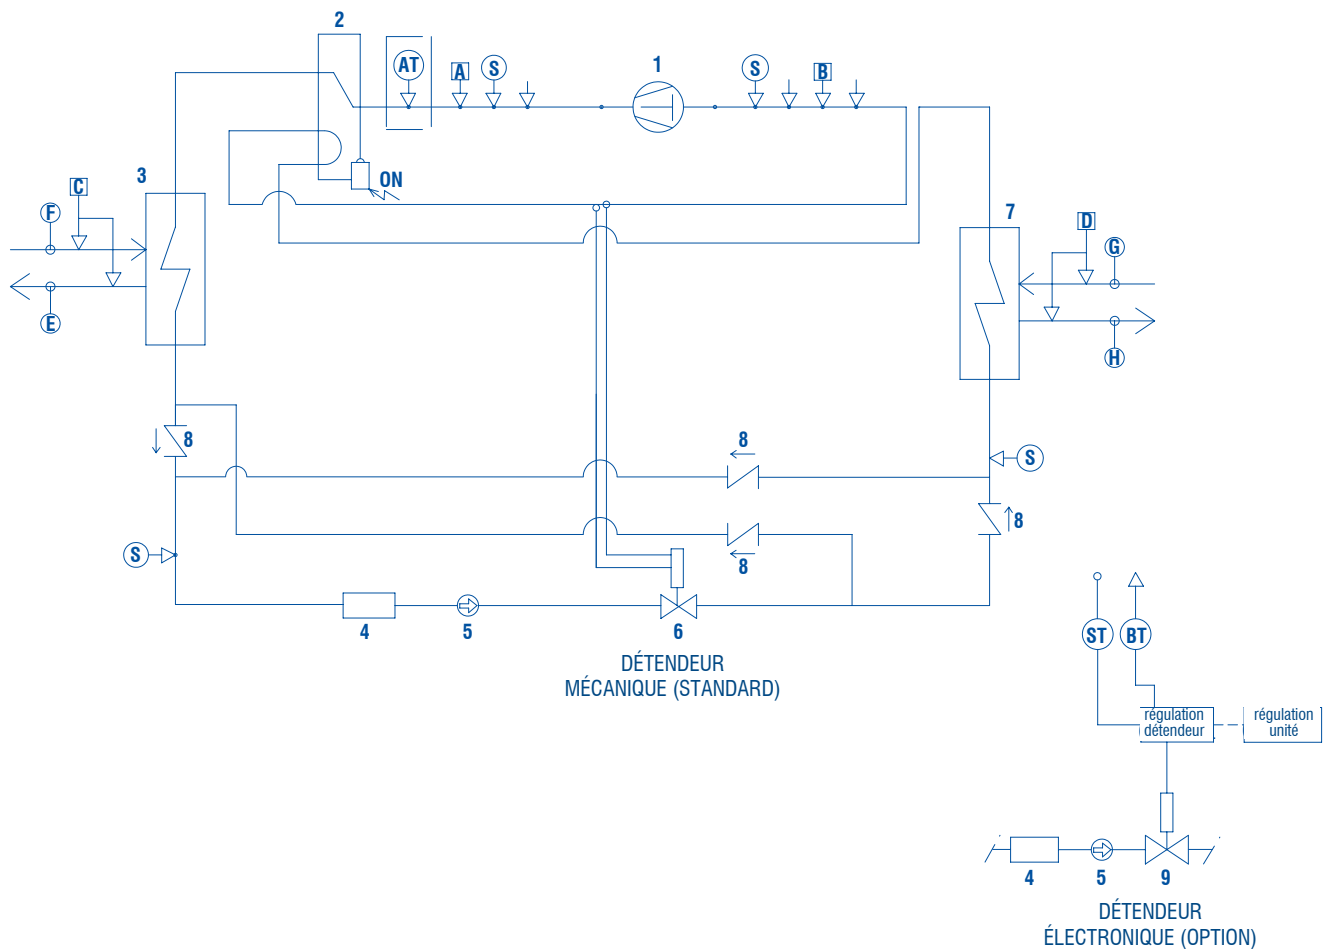 2
1
AT
A
S
S
B
3
C
ON
F
7
D
G
E
H
8
8
S
8
S
8
4
5
6
DÉTENDEUR
MÉCANIQUE (STANDARD)
ST
BT
régulation
détendeur
régulation
unité
4
5
9
DÉTENDEUR
ÉLECTRONIQUE (OPTION)